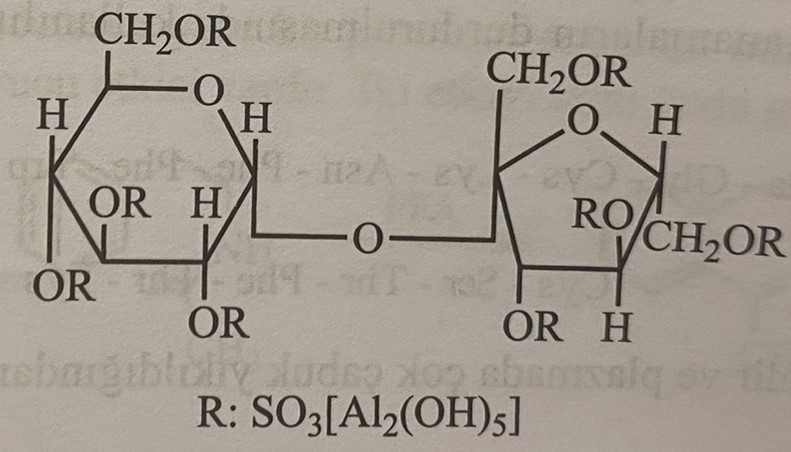 CH₂OR
CH₂OR
O
O
H
H
H
OR
H
RO
CH₂OR
O
OR
OR
OR
H
R: SO₃[Al₂(OH)₅]